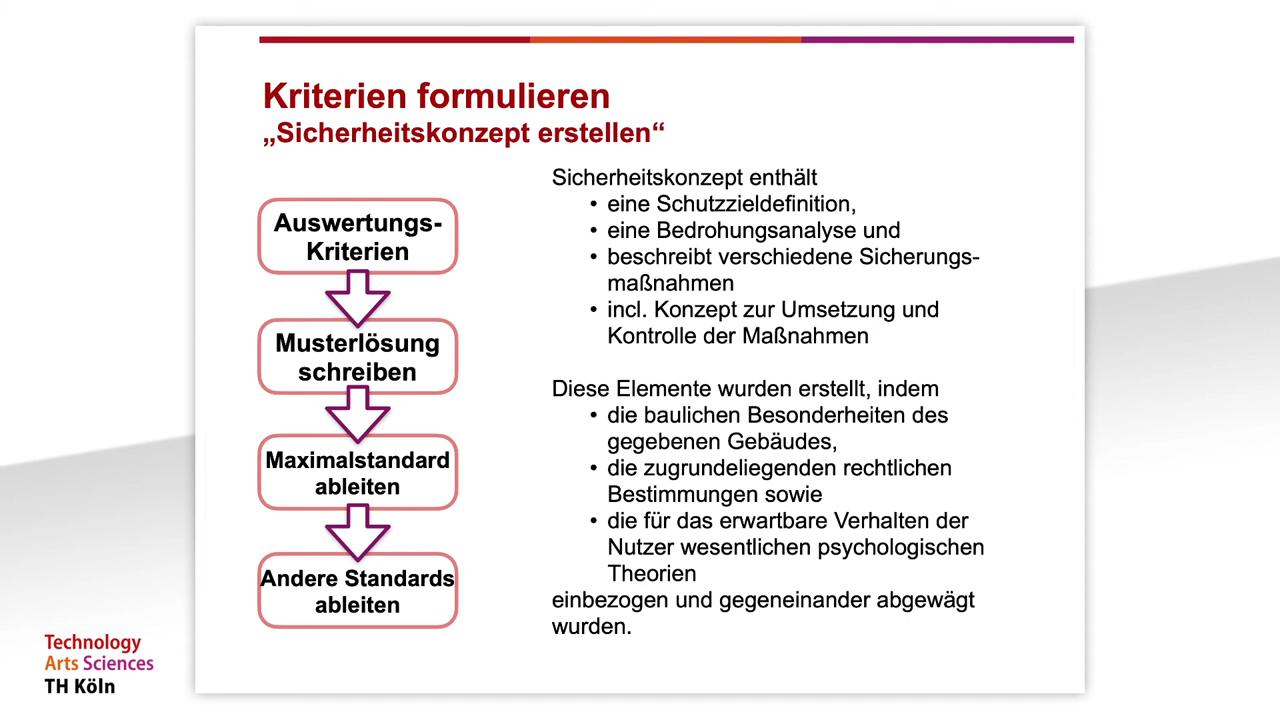 Kriterien formulieren
„Sicherheitskonzept erstellen“
Auswertungs-
Kriterien
Musterlösung
schreiben
Maximalstandard
ableiten
Andere Standards
ableiten
Sicherheitskonzept enthält
• eine Schutzzieldefinition,
• eine Bedrohungsanalyse und
• beschreibt verschiedene Sicherungs-
maßnahmen
• incl. Konzept zur Umsetzung und
Kontrolle der Maßnahmen
Diese Elemente wurden erstellt, indem
• die baulichen Besonderheiten des
gegebenen Gebäudes,
• die zugrundeliegenden rechtlichen
Bestimmungen sowie
• die für das erwartbare Verhalten der
Nutzer wesentlichen psychologischen
Theorien
einbezogen und gegeneinander abgewägt
wurden.
Technology
Arts Sciences
TH Köln